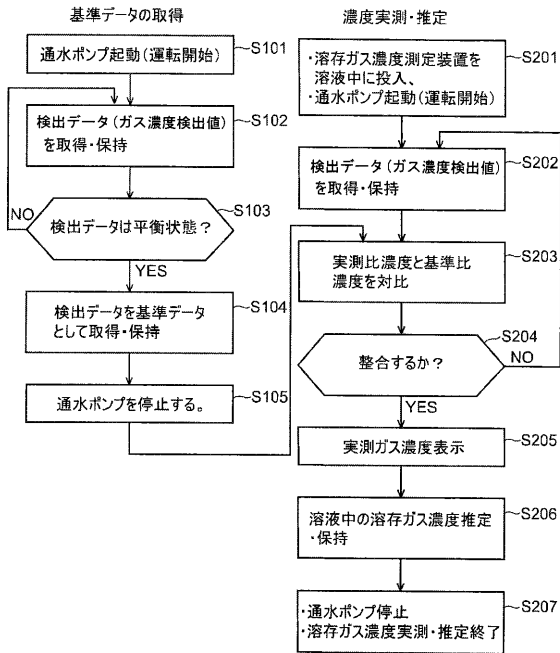 基準データの取得
通水ポンプ起動(運転開始)
S101
検出データ(ガス濃度検出値)
を取得・保持
S102
検出データは平衡状態?
S103
NO
YES
検出データを基準データ
として取得・保持
S104
通水ポンプを停止する。
S105
濃度実測・推定
・溶存ガス濃度測定装置を
溶液中に投入、
・通水ポンプ起動(運転開始)
S201
検出データ(ガス濃度検出値)
を取得・保持
S202
実測比濃度と基準比
濃度を対比
S203
整合するか?
S204
NO
YES
実測ガス濃度表示
S205
溶液中の溶存ガス濃度推定
・保持
S206
・通水ポンプ停止
・溶存ガス濃度実測・推定終了
S207